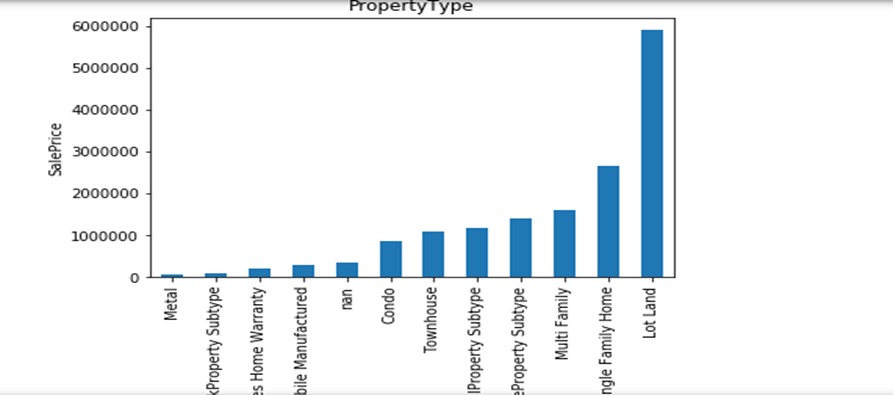 PropertyType
6000000
5000000
4000000
3000000
2000000
1000000
0
SalePrice
Metal
kProperty Subtype
es Home Warranty
bile Manufactured
nan
Condo
Townhouse
lProperty Subtype
eProperty Subtype
Multi Family
ngle Family Home
Lot Land